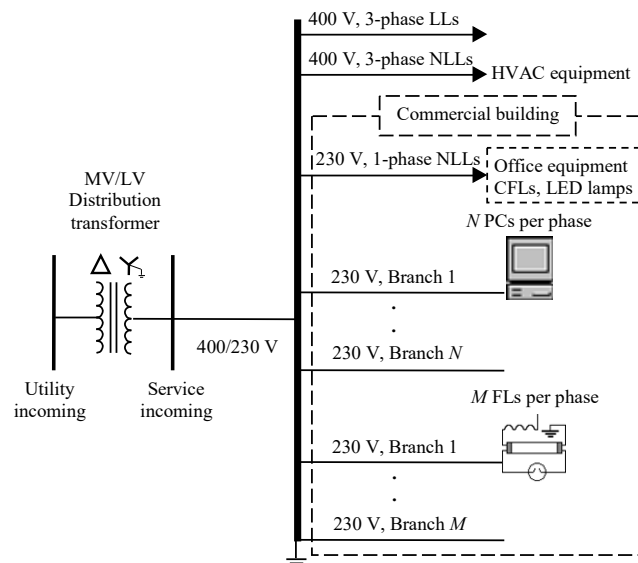 400 V, 3-phase LLs
400 V, 3-phase NLLs
HVAC equipment
Commercial building
230 V, 1-phase NLLs
Office equipment
CFLs, LED lamps
MV/LV
Distribution
transformer
N PCs per phase
230 V, Branch 1
400/230 V
230 V, Branch N
Utility
incoming
Service
incoming
M FLs per phase
230 V, Branch 1
230 V, Branch M